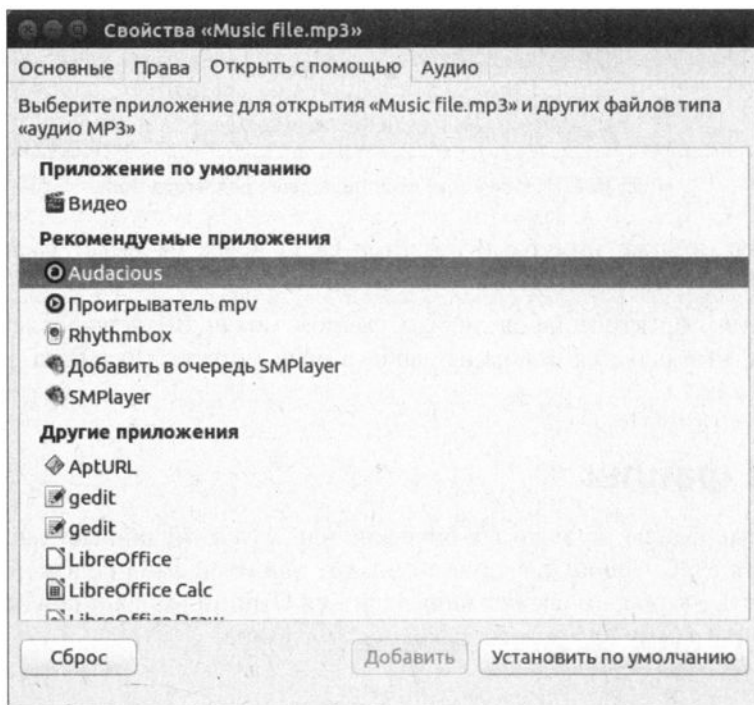 Свойства «Music file.mp3»
Основные Права Открыть с помощью Аудио
Выберите приложение для открытия «Music file.mp3» и других файлов типа
«аудио MP3»
Приложение по умолчанию
Видео
Рекомендуемые приложения
Audacious
Проигрыватель mpv
Rhythmbox
Добавить в очередь SMPlayer
SMPlayer
Другие приложения
AptURL
gedit
gedit
LibreOffice
LibreOffice Calc
LibreOffice Draw
Сброс Добавить Установить по умолчанию